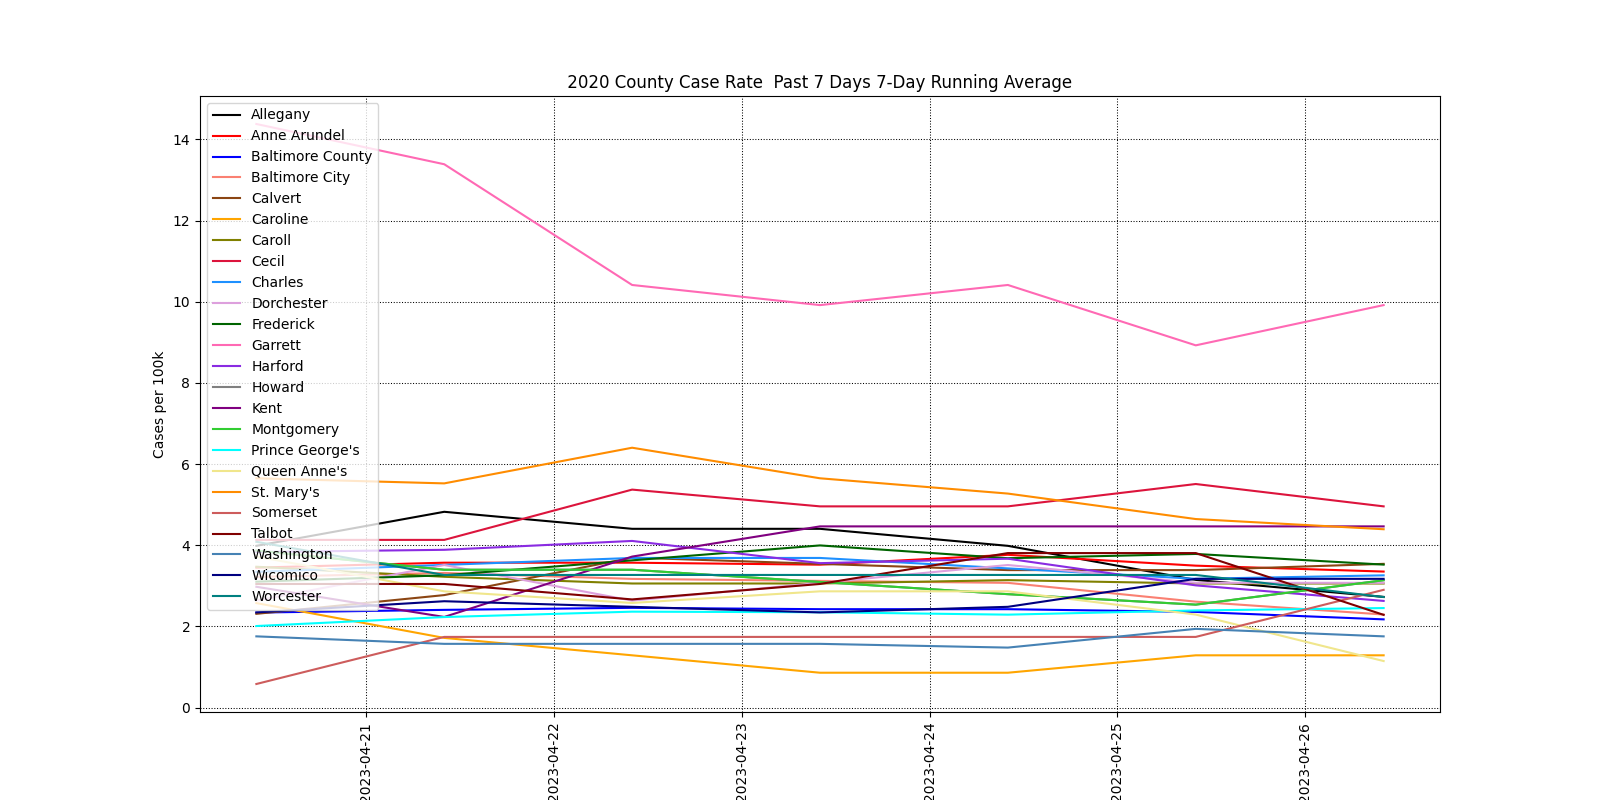 2020 County Case Rate  Past 7 Days 7-Day Running Average
Cases per 100k
14
12
10
8
6
4
2
0
Allegany
Anne Arundel
Baltimore County
Baltimore City
Calvert
Caroline
Caroll
Cecil
Charles
Dorchester
Frederick
Garrett
Harford
Howard
Kent
Montgomery
Prince George's
Queen Anne's
St. Mary's
Somerset
Talbot
Washington
Wicomico
Worcester
2023-04-21
2023-04-22
2023-04-23
2023-04-24
2023-04-25
2023-04-26